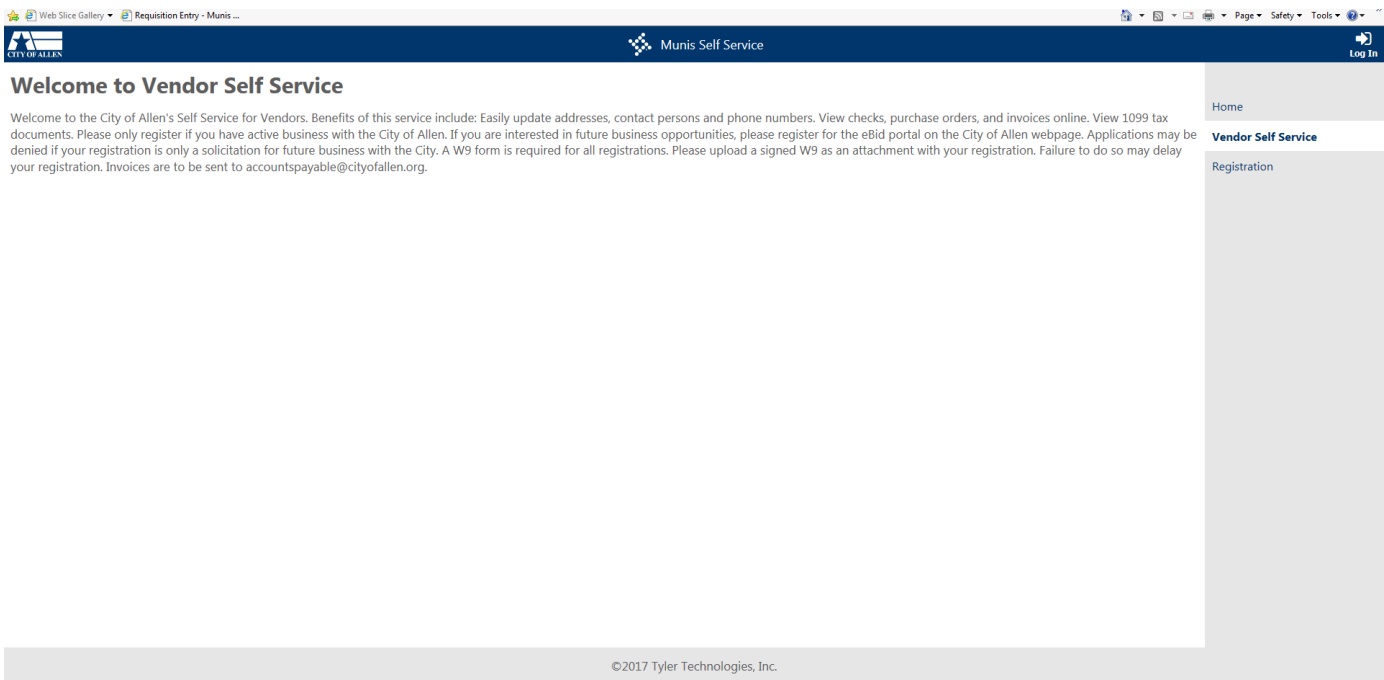 Web Slice Gallery Requisition Entry - Munis ... Page Safety Tools
CITY OF ALLEN Munis Self Service Log In
Welcome to Vendor Self Service
Welcome to the City of Allen's Self Service for Vendors. Benefits of this service include: Easily update addresses, contact persons and phone numbers. View checks, purchase orders, and invoices online. View 1099 tax
documents. Please only register if you have active business with the City of Allen. If you are interested in future business opportunities, please register for the eBid portal on the City of Allen webpage. Applications may be
denied if your registration is only a solicitation for future business with the City. A W9 form is required for all registrations. Please upload a signed W9 as an attachment with your registration. Failure to do so may delay
your registration. Invoices are to be sent to accountspayable@cityofallen.org.
Home
Vendor Self Service
Registration
©2017 Tyler Technologies, Inc.